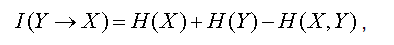 I(Y → X) = H(X) + H(Y) − H(X, Y) ,